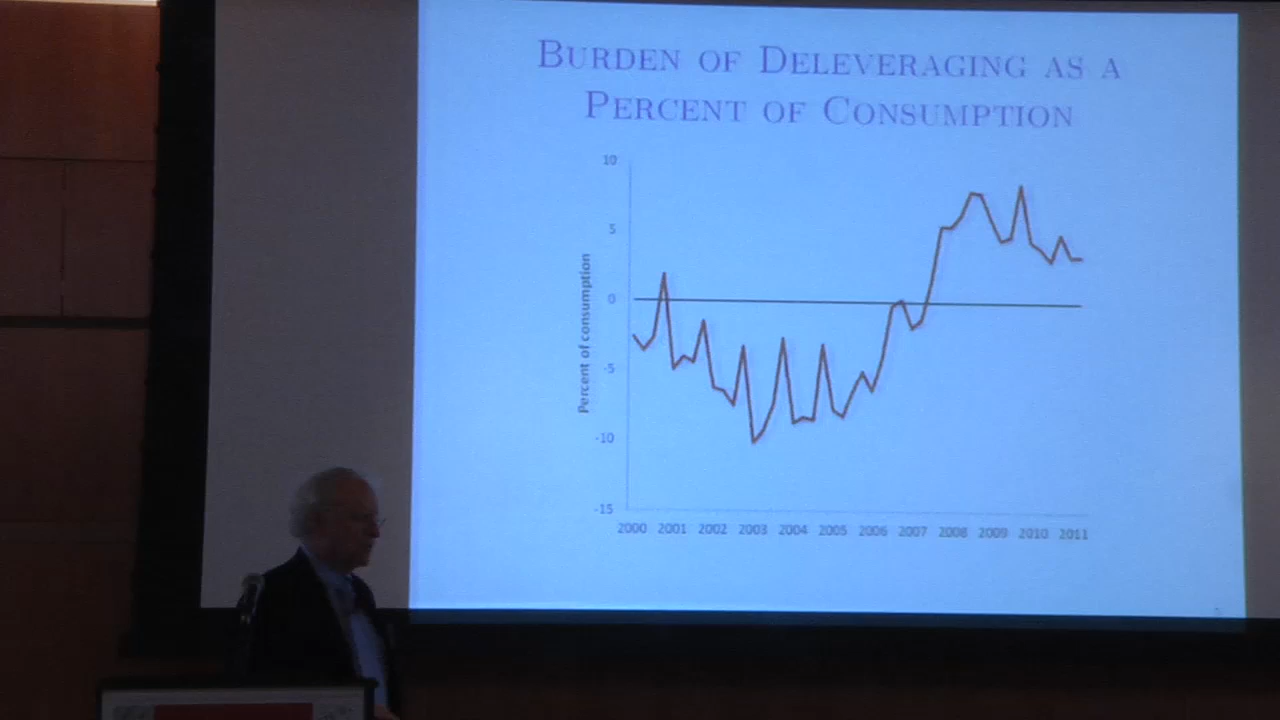 BURDEN OF DELEVERAGING AS A
PERCENT OF CONSUMPTION
10
5
0
-5
-10
-15
Percent of consumption
2000 2001 2002 2003 2004 2005 2006 2007 2008 2009 2010 2011